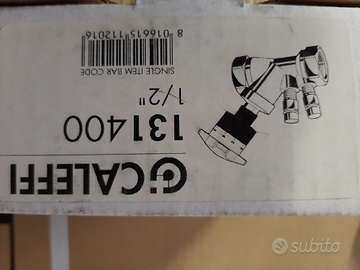 CALEFFI
131400
1/2"
SINGLE ITEM BAR CODE
8 016615 112016
subito